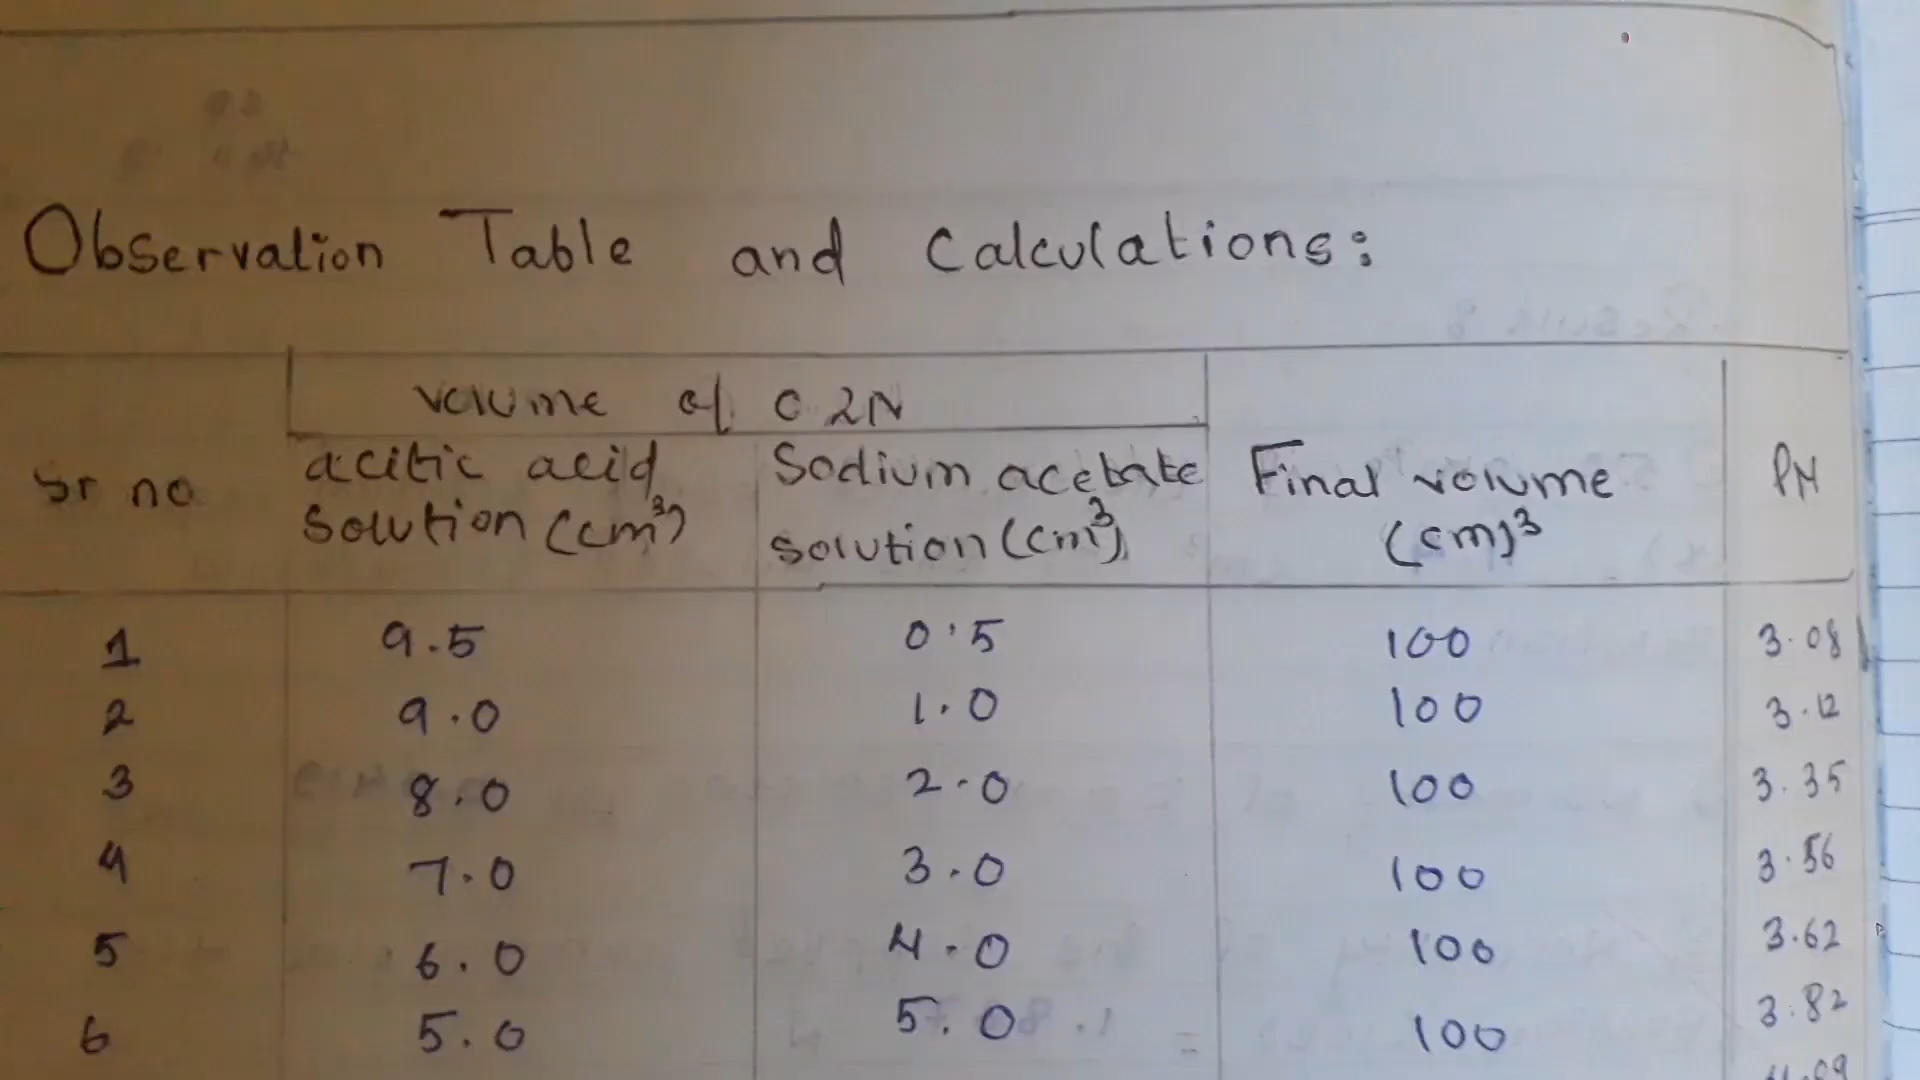 Observation Table and Calculations:
volume of 0.2N
Sr no acitic acid solution (cm³) Sodium acetate solution (cm³) Final volume (cm)³ PH
1 9.5 0.5 100 3.08
2 9.0 1.0 100 3.12
3 8.0 2.0 100 3.35
4 7.0 3.0 100 3.56
5 6.0 4.0 100 3.62
6 5.0 5.0 100 3.82